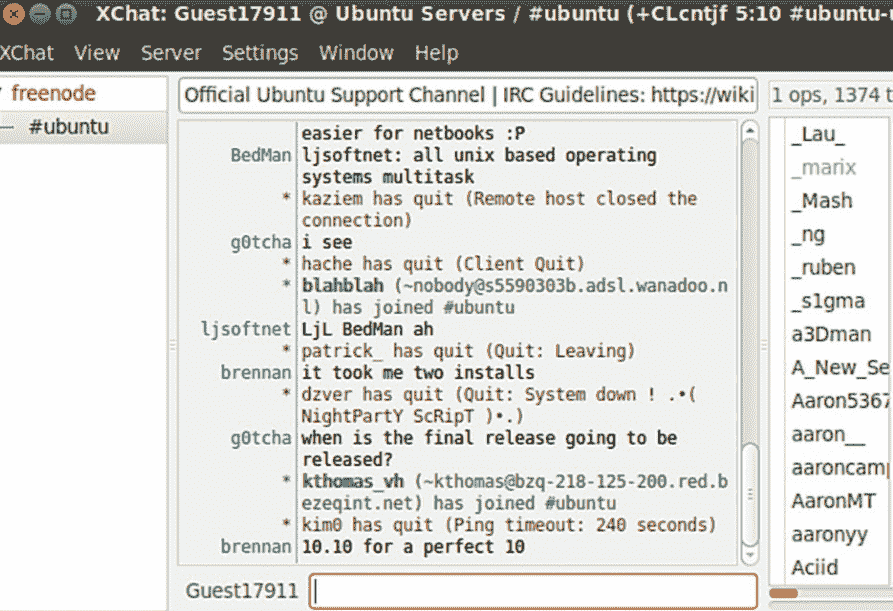 XChat: Guest17911 @ Ubuntu Servers / #ubuntu (+CLcntjf 5:10 #ubuntu-u
XChat View Server Settings Window Help
freenode
#ubuntu
Official Ubuntu Support Channel | IRC Guidelines: https://wiki
1 ops, 1374 t
easier for netbooks :P
BedMan ljsoftnet: all unix based operating
systems multitask
* kaziem has quit (Remote host closed the
connection)
g0tcha i see
* hache has quit (Client Quit)
* blahblah (~nobody@s5590303b.adsl.wanadoo.n
l) has joined #ubuntu
ljsoftnet LjL BedMan ah
* patrick_ has quit (Quit: Leaving)
brennan it took me two installs
* dzver has quit (Quit: System down ! .•(
NightPartY ScRipT )•.)
g0tcha when is the final release going to be
released?
* kthomas_vh (~kthomas@bzq-218-125-200.red.b
ezeqint.net) has joined #ubuntu
* kim0 has quit (Ping timeout: 240 seconds)
brennan 10.10 for a perfect 10
Guest17911
_Lau_
_marix
_Mash
_ng
_ruben
_s1gma
a3Dman
A_New_Se
Aaron5367
aaron__
aaroncamp
AaronMT
aaronyy
Aciid